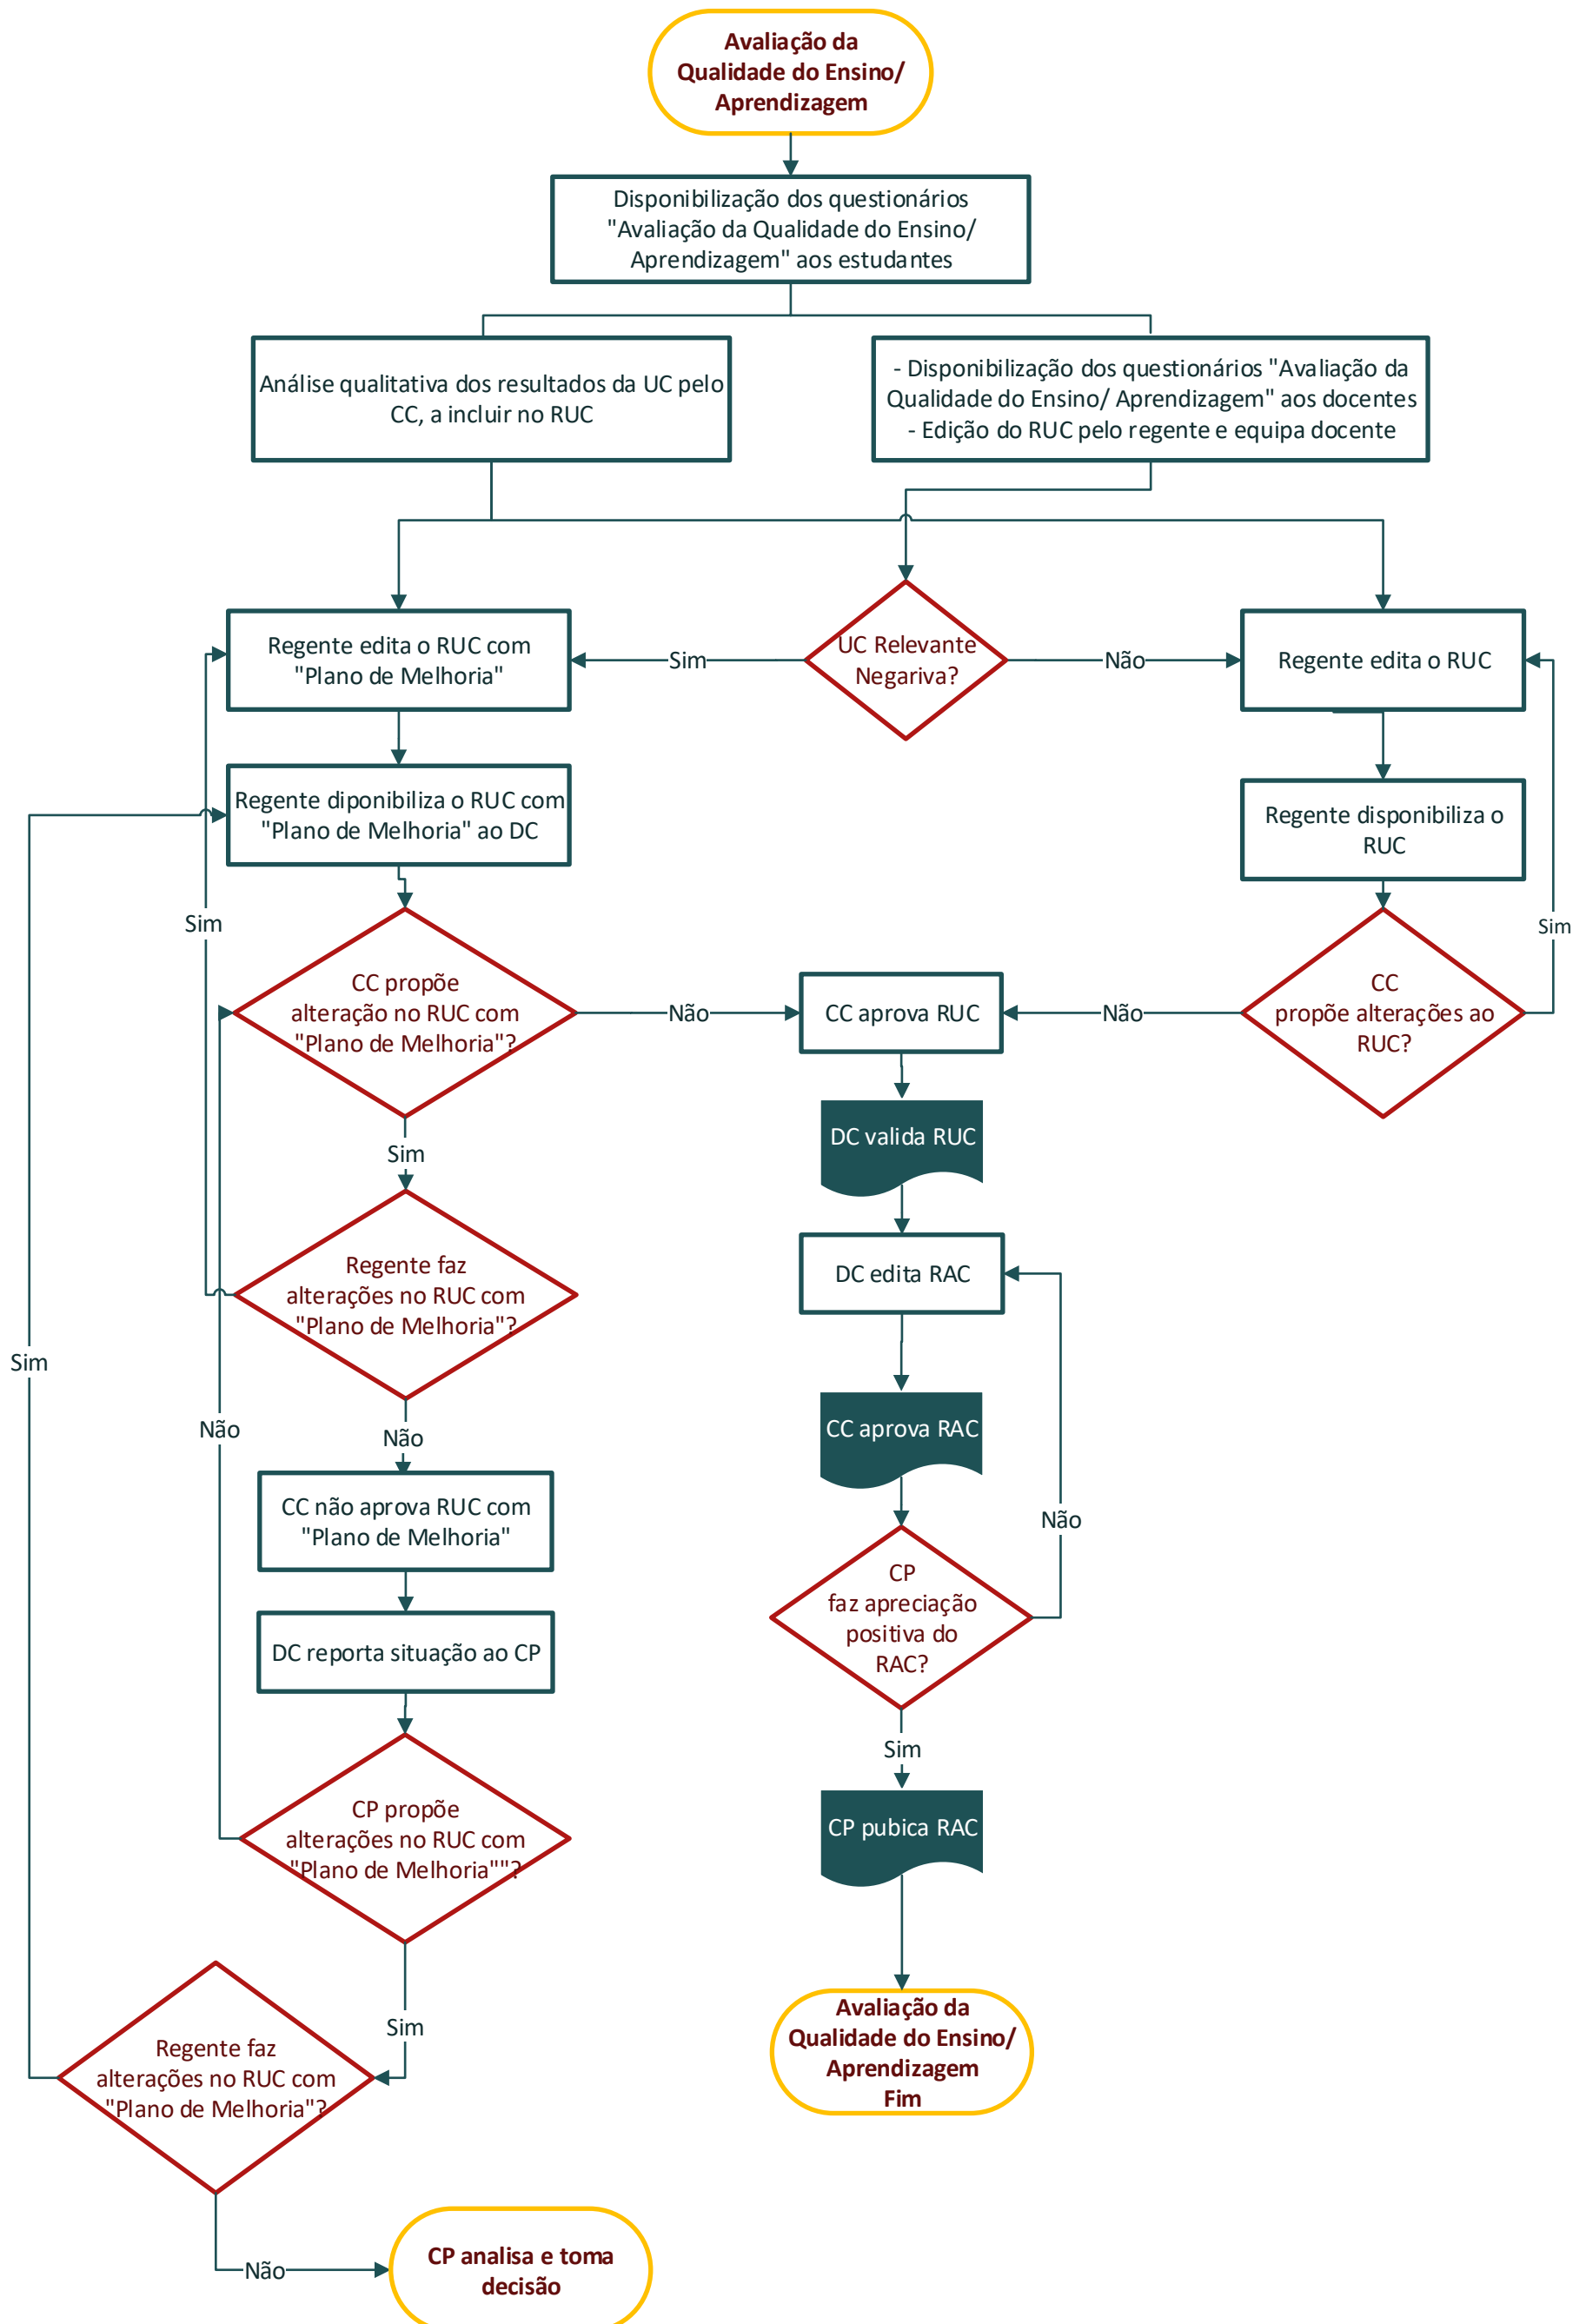 Avaliação da
Qualidade do Ensino/
Aprendizagem
Disponibilização dos questionários
"Avaliação da Qualidade do Ensino/
Aprendizagem" aos estudantes
Análise qualitativa dos resultados da UC pelo
CC, a incluir no RUC
- Disponibilização dos questionários "Avaliação da
Qualidade do Ensino/ Aprendizagem" aos docentes
- Edição do RUC pelo regente e equipa docente
Regente edita o RUC com
"Plano de Melhoria"
Sim
UC Relevante
Negariva?
Não
Regente edita o RUC
Regente diponibiliza o RUC com
"Plano de Melhoria" ao DC
Regente disponibiliza o
RUC
Sim
Sim
CC propõe
alteração no RUC com
"Plano de Melhoria"?
Não
CC aprova RUC
Não
CC
propõe alterações ao
RUC?
DC valida RUC
Sim
Regente faz
alterações no RUC com
"Plano de Melhoria"?
DC edita RAC
Sim
Não
Não
CC aprova RAC
CC não aprova RUC com
"Plano de Melhoria"
Não
CP
faz apreciação
positiva do
RAC?
DC reporta situação ao CP
Sim
CP propõe
alterações no RUC com
"Plano de Melhoria""?
CP pubica RAC
Sim
Regente faz
alterações no RUC com
"Plano de Melhoria"?
Avaliação da
Qualidade do Ensino/
Aprendizagem
Fim
Não
CP analisa e toma
decisão